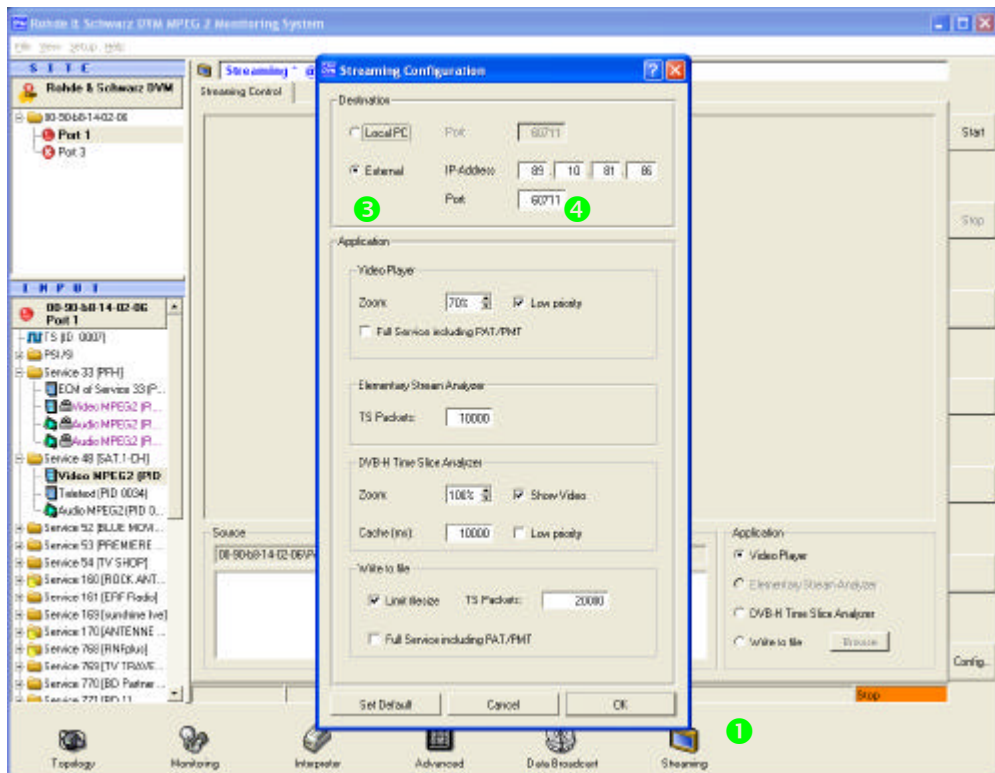 Rohde & Schwarz DVM MPEG 2 Monitoring System
File View Setup Help
SITE
Rohde & Schwarz DVM
00-90-b8-14-02-06
Port 1
Port 3
INPUT
00-90-b8-14-02-06
Port 1
TS (ID 0007)
PSI/SI
Service 33 (PFH)
ECM of Service 33 (P...
Video MPEG2 (R...
Audio MPEG2 (R...
Audio MPEG2 (R...
Service 48 (SAT.1-CH)
Video MPEG2 (PID
Teletext (PID 0034)
Audio MPEG2 (PID 0...
Service 52 (BLUE MOVI...
Service 53 (PREMIERE ...
Service 54 (TV SHOP)
Service 160 (ROCK ANT...
Service 161 (ERF Radio)
Service 169 (sunshine live)
Service 170 (ANTENNE ...
Service 768 (RNFplus)
Service 769 (TV TRAVE...
Service 770 (BD Partner ...
Service 771 (BD 1)
Streaming * @
Streaming Control
Streaming Configuration
Destination
Local PC Port 60711
External IP-Address 89 . 10 . 81 . 86
Port 60711
3 4
Application
Video Player
Zoom: 70% Low priority
Full Service including PAT/PMT
Elementary Stream Analyzer
TS Packets: 10000
DVB-H Time Slice Analyzer
Zoom: 100% Show Video
Cache (ms): 10000 Low priority
Write to file
Limit filesize TS Packets: 20000
Full Service including PAT/PMT
Set Default Cancel OK
Source
00-90-b8-14-02-06\P
Application
Video Player
Elementary Stream Analyzer
DVB-H Time Slice Analyzer
Write to file Browse
Start
Stop
Config...
Stop
1
Topology Monitoring Interpreter Advanced Data Broadcast Streaming